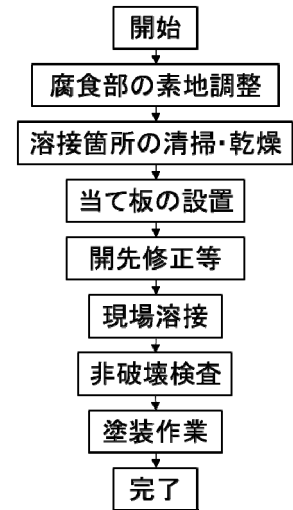 開始
腐食部の素地調整
溶接箇所の清掃・乾燥
当て板の設置
開先修正等
現場溶接
非破壊検査
塗装作業
完了